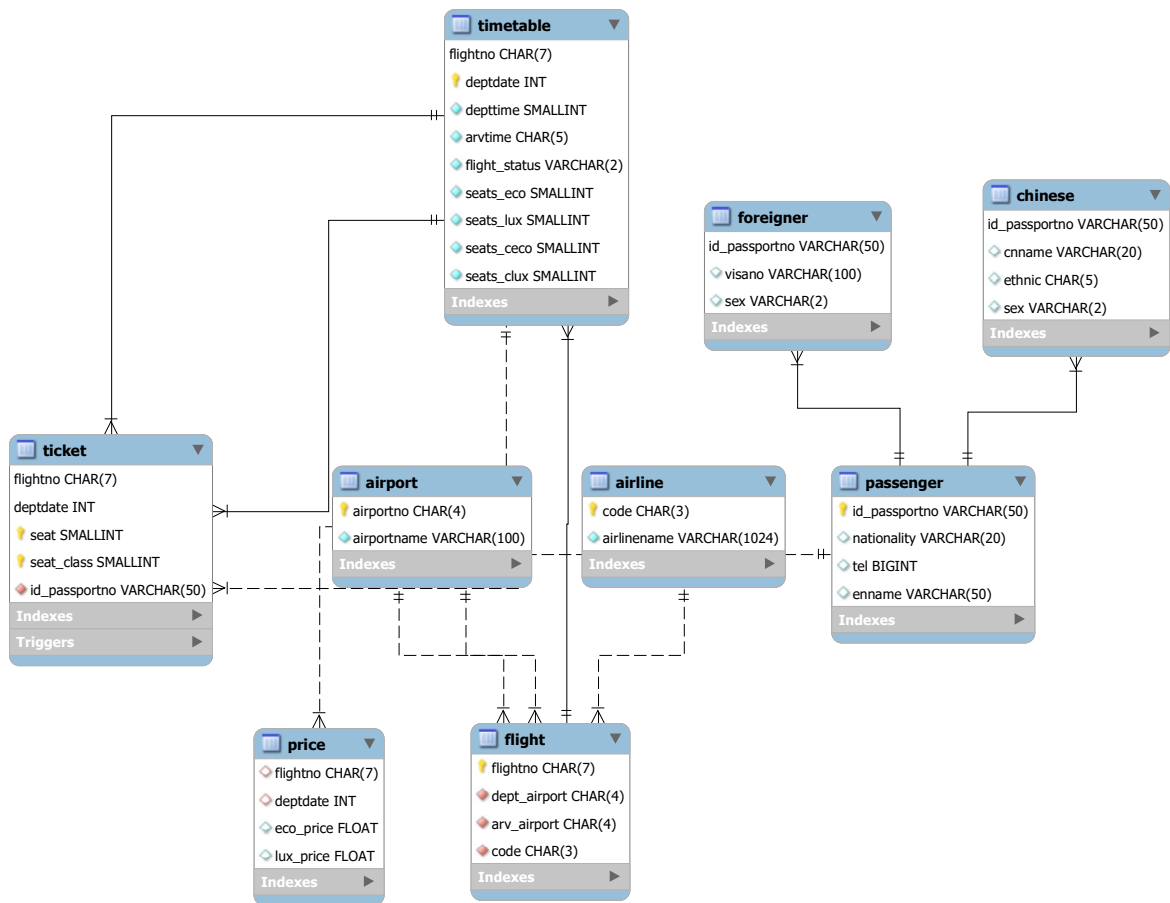 timetable
flightno CHAR(7)
deptdate INT
depttime SMALLINT
arvtime CHAR(5)
flight_status VARCHAR(2)
seats_eco SMALLINT
seats_lux SMALLINT
seats_ceco SMALLINT
seats_clux SMALLINT
Indexes
foreigner
id_passportno VARCHAR(50)
visano VARCHAR(100)
sex VARCHAR(2)
Indexes
chinese
id_passportno VARCHAR(50)
cnname VARCHAR(20)
ethnic CHAR(5)
sex VARCHAR(2)
Indexes
ticket
flightno CHAR(7)
deptdate INT
seat SMALLINT
seat_class SMALLINT
id_passportno VARCHAR(50)
Indexes
Triggers
airport
airportno CHAR(4)
airportname VARCHAR(100)
Indexes
airline
code CHAR(3)
airlinename VARCHAR(1024)
Indexes
passenger
id_passportno VARCHAR(50)
nationality VARCHAR(20)
tel BIGINT
enname VARCHAR(50)
Indexes
price
flightno CHAR(7)
deptdate INT
eco_price FLOAT
lux_price FLOAT
Indexes
flight
flightno CHAR(7)
dept_airport CHAR(4)
arv_airport CHAR(4)
code CHAR(3)
Indexes